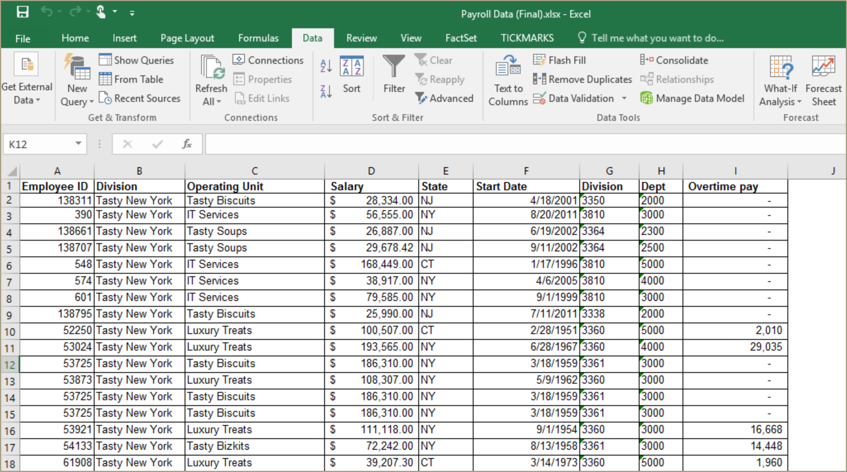 Payroll Data (Final).xlsx - Excel
File Home Insert Page Layout Formulas Data Review View FactSet TICKMARKS Tell me what you want to do...
Get External Data
New Query
Show Queries
From Table
Recent Sources
Get & Transform
Refresh All
Connections
Properties
Edit Links
Connections
A Z
Z A
Z A A Z
Sort
Filter
Clear
Reapply
Advanced
Sort & Filter
Text to Columns
Flash Fill
Remove Duplicates
Data Validation
Consolidate
Relationships
Manage Data Model
Data Tools
What-If Analysis
Forecast Sheet
Forecast
K12 fx
A B C D E F G H I J
1 Employee ID Division Operating Unit Salary State Start Date Division Dept Overtime pay
2 138311 Tasty New York Tasty Biscuits $ 28,334.00 NJ 4/18/2001 3350 2000 -
3 390 Tasty New York IT Services $ 56,555.00 NY 8/20/2011 3810 3000 -
4 138661 Tasty New York Tasty Soups $ 26,887.00 NJ 6/19/2002 3364 2300 -
5 138707 Tasty New York Tasty Soups $ 29,678.42 NJ 9/11/2002 3364 2500 -
6 548 Tasty New York IT Services $ 168,449.00 CT 1/17/1996 3810 5000 -
7 574 Tasty New York IT Services $ 38,917.00 NY 4/6/2005 3810 4000 -
8 601 Tasty New York IT Services $ 79,585.00 NY 9/1/1999 3810 3000 -
9 138795 Tasty New York Tasty Biscuits $ 25,990.00 NJ 7/11/2011 3338 2000 -
10 52250 Tasty New York Luxury Treats $ 100,507.00 CT 2/28/1951 3360 5000 2,010
11 53024 Tasty New York Luxury Treats $ 193,565.00 NY 6/28/1967 3360 4000 29,035
12 53725 Tasty New York Tasty Biscuits $ 186,310.00 NY 3/18/1959 3361 3000 -
13 53873 Tasty New York Luxury Treats $ 108,307.00 NY 5/9/1962 3360 3000 -
14 53725 Tasty New York Tasty Biscuits $ 186,310.00 NY 3/18/1959 3361 3000 -
15 53725 Tasty New York Tasty Biscuits $ 186,310.00 NY 3/18/1959 3361 3000 -
16 53921 Tasty New York Luxury Treats $ 111,118.00 NY 9/1/1954 3360 3000 16,668
17 54133 Tasty New York Tasty Bizkits $ 72,242.00 NY 8/13/1958 3361 3000 14,448
18 61908 Tasty New York Luxury Treats $ 39,207.30 CT 3/14/1973 3360 5000 1,960